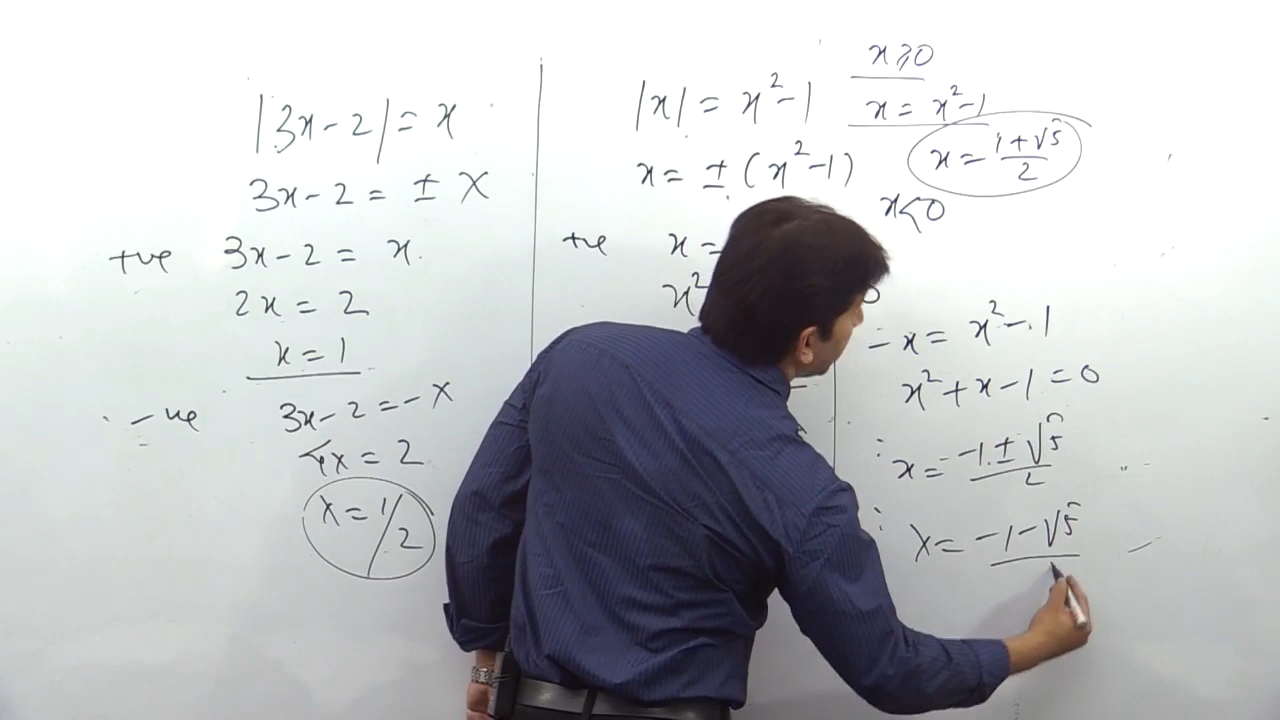 |3x-2| = x
3x-2 = ± x
+ve 3x-2 = x.
2x = 2
x = 1
-ve 3x-2 = -x
4x = 2
x = 1/2
|x| = x²-1
x = ± (x²-1)
+ve x =
x²
x ≥ 0
x = x²-1
x = (1+√5)/2
x < 0
-x = x²-1
x²+x-1 = 0
x = (-1±√5)/2
x = -1-√5